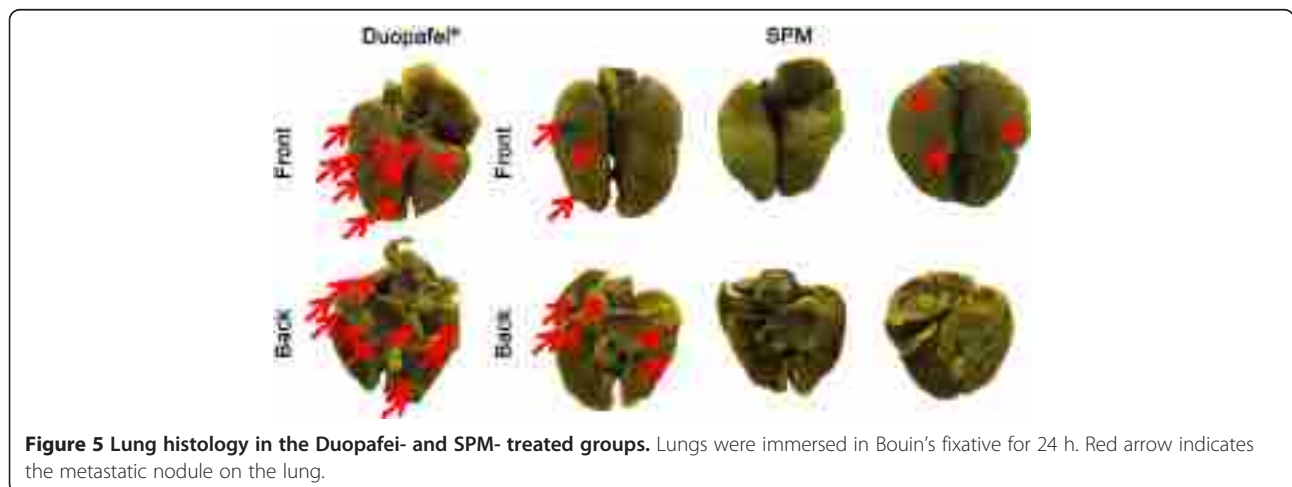 Duopafei® SPM
Front Front
Back Back
Figure 5 Lung histology in the Duopafei- and SPM- treated groups. Lungs were immersed in Bouin's fixative for 24 h. Red arrow indicates
the metastatic nodule on the lung.